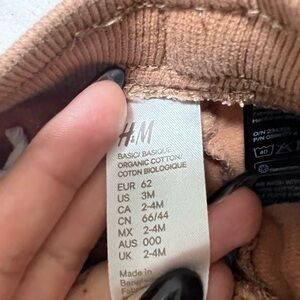 H&M
BASIC/BASIQUE
ORGANIC COTTON/
COTON BIOLOGIQUE
EUR 62
US 3M
CA 2-4M
CN 66/44
MX 2-4M
AUS 000
UK 2-4M
Made in
40